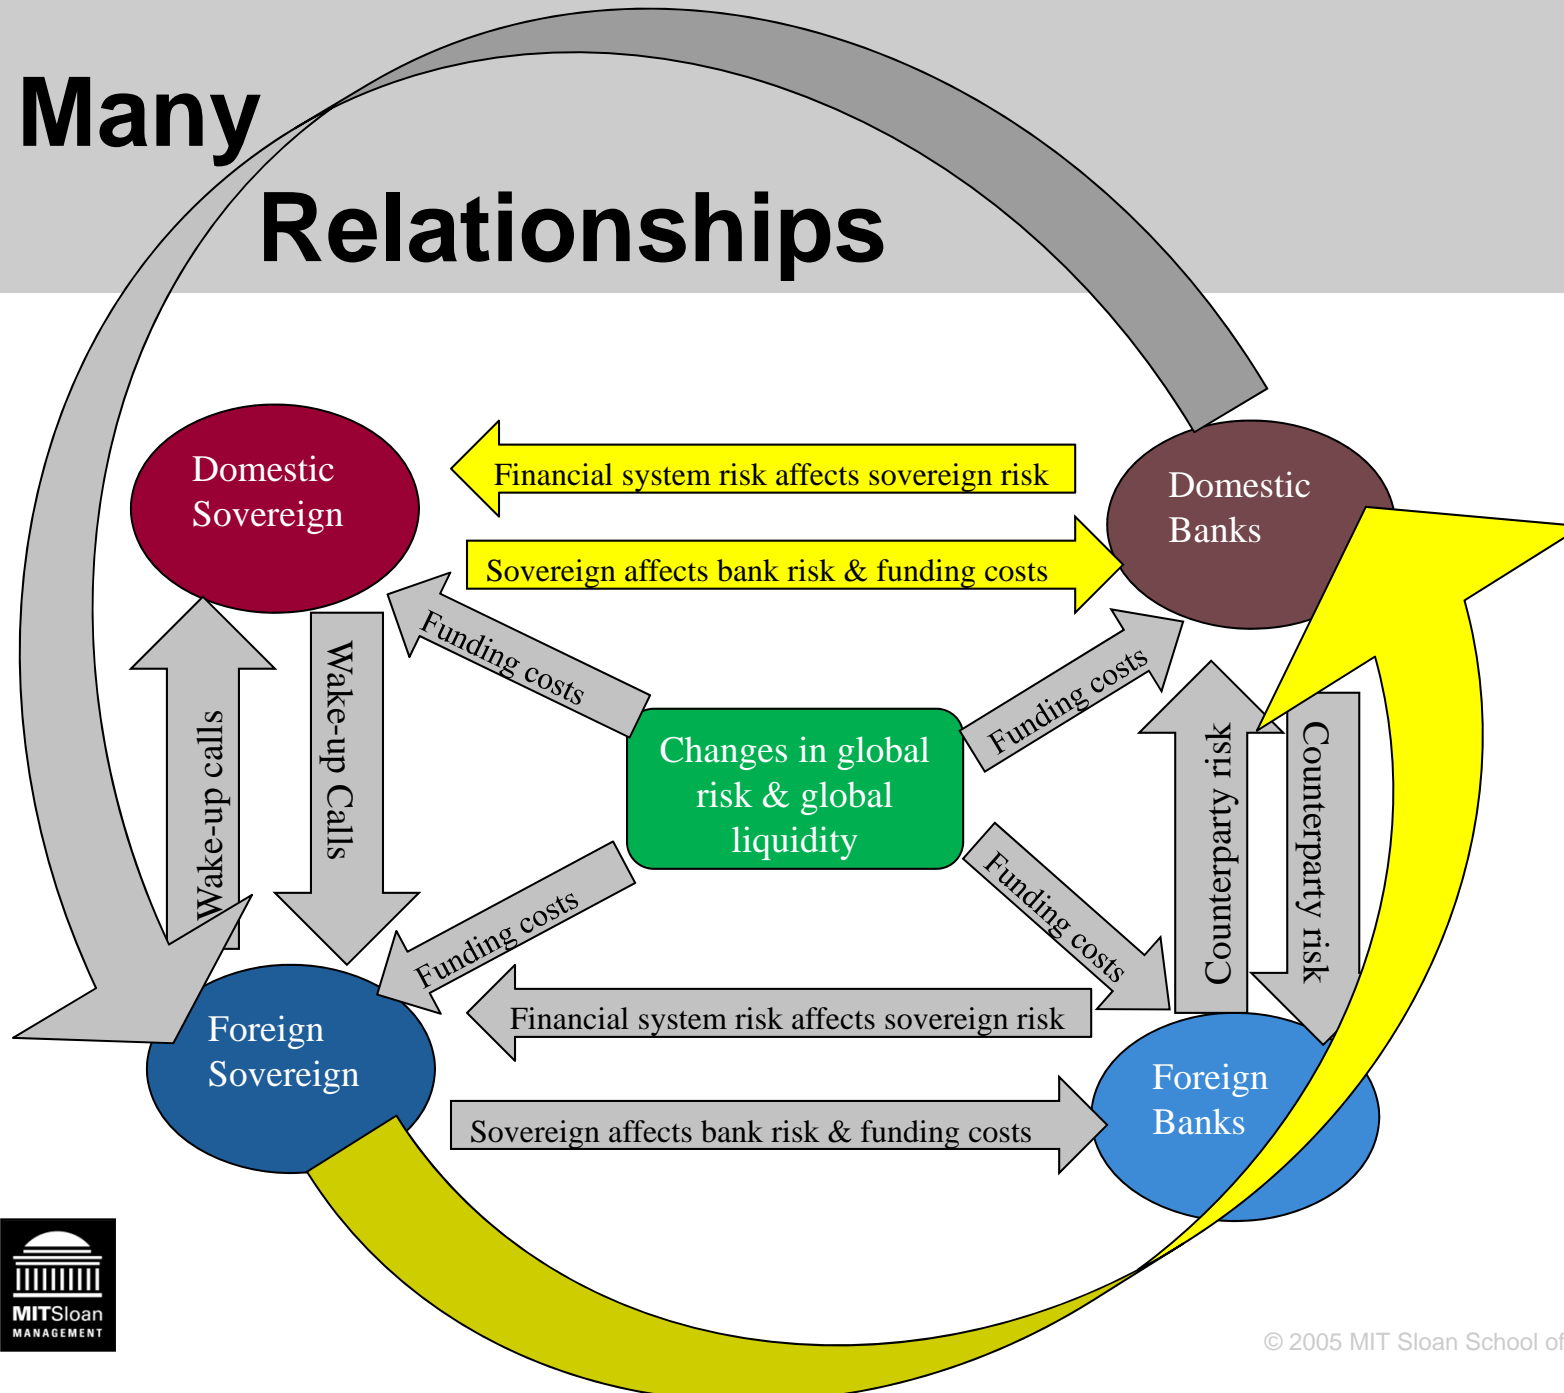 Many
Relationships
Domestic
Sovereign
Financial system risk affects sovereign risk
Domestic
Banks
Sovereign affects bank risk & funding costs
Funding costs
Funding costs
Wake-up calls
Wake-up Calls
Changes in global
risk & global
liquidity
Counterparty risk
Counterparty risk
Funding costs
Funding costs
Financial system risk affects sovereign risk
Foreign
Sovereign
Foreign
Banks
Sovereign affects bank risk & funding costs
MITSloan
MANAGEMENT
© 2005 MIT Sloan School of